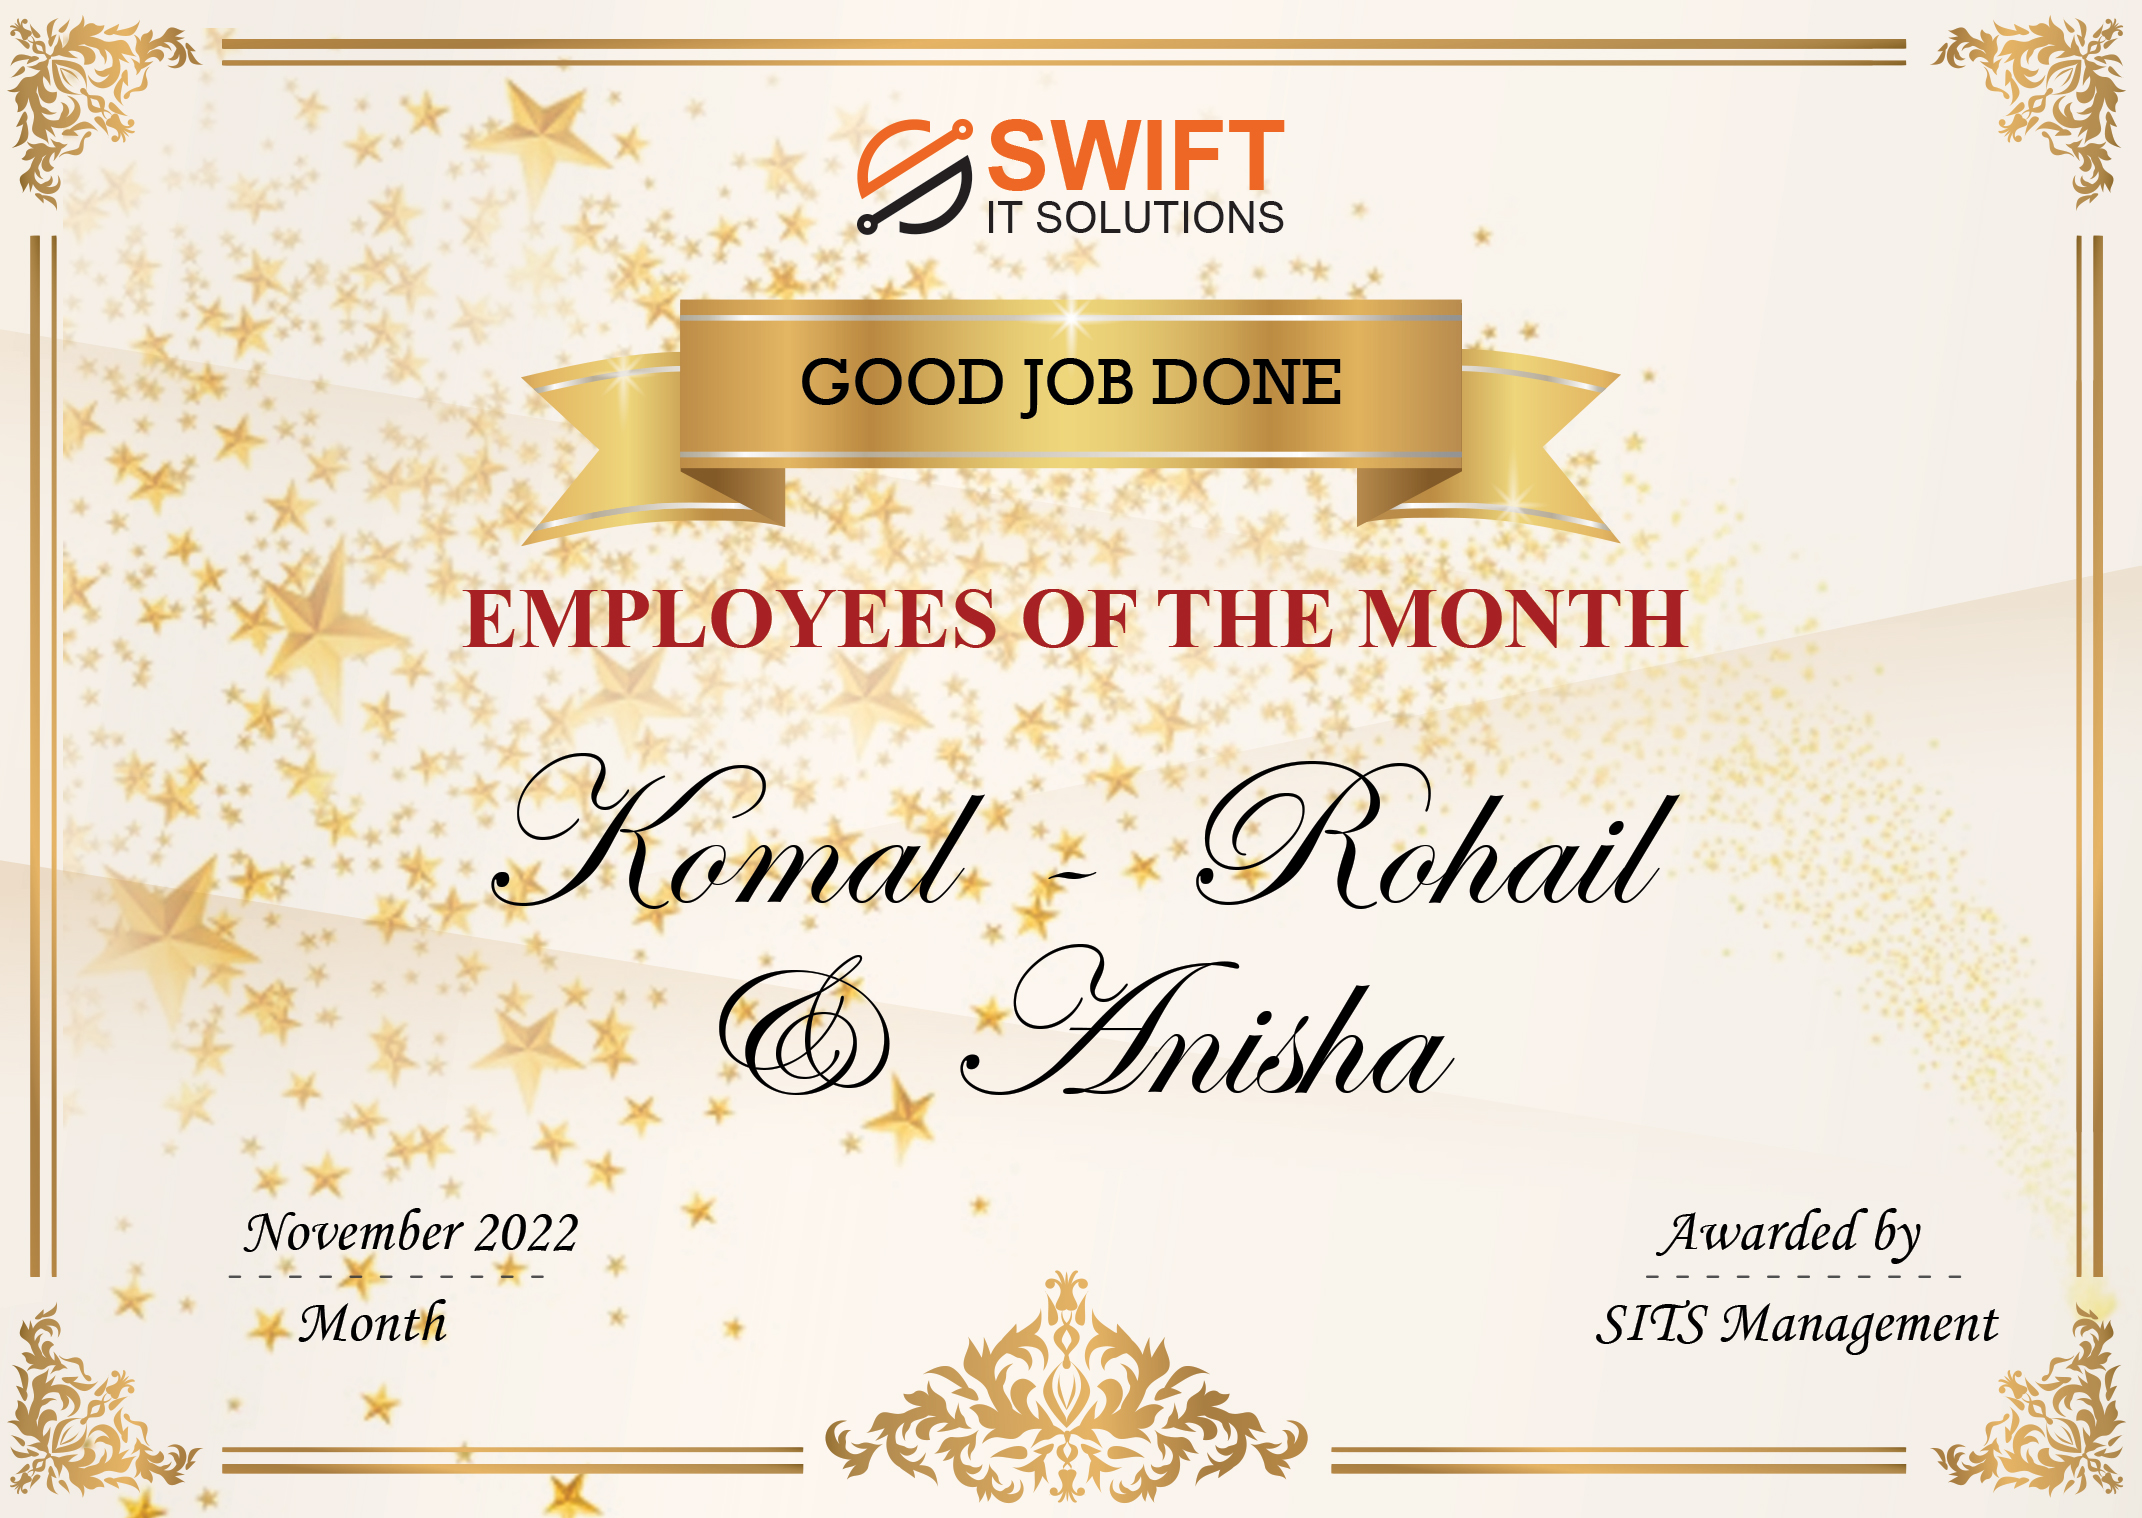 SWIFT
IT SOLUTIONS
GOOD JOB DONE
EMPLOYEES OF THE MONTH
Komal - Rohail
& Anisha
November 2022
Month
Awarded by
SITS Management